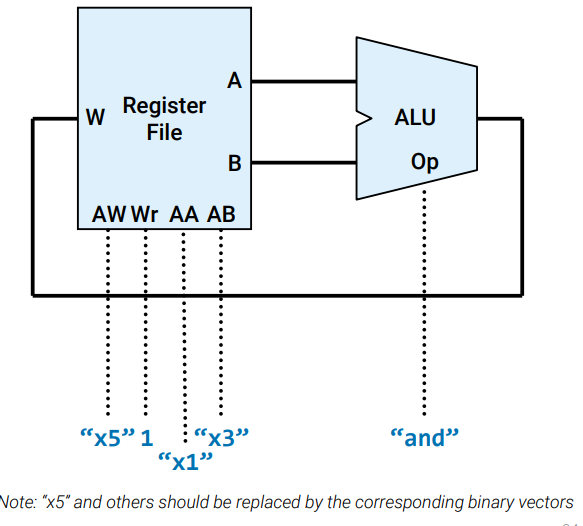 A
Register
File
W
ALU
B
Op
AW Wr AA AB
“x5” 1 “x3” “and”
“x1”
Note: “x5” and others should be replaced by the corresponding binary vectors